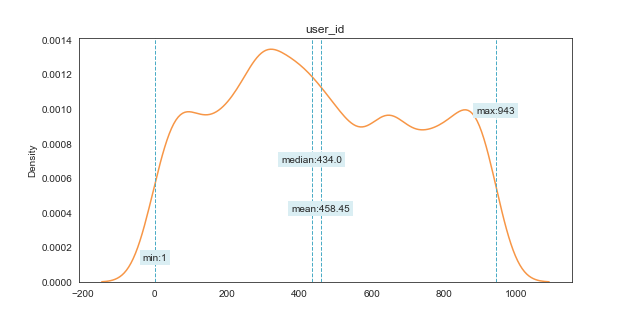 user_id
0.0014
0.0012
0.0010
0.0008
0.0006
0.0004
0.0002
0.0000
Density
max:943
median:434.0
mean:458.45
min:1
−200 0 200 400 600 800 1000